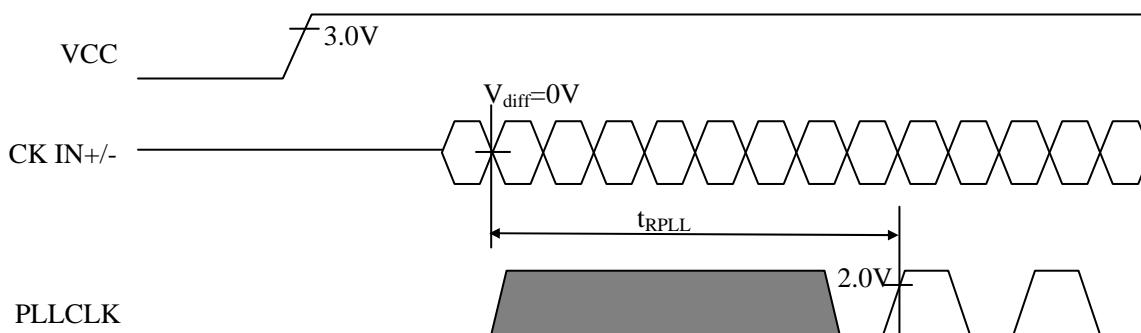 3.0V
VCC
V_diff=0V
CK IN+/-
t_RPLL
2.0V
PLLCLK